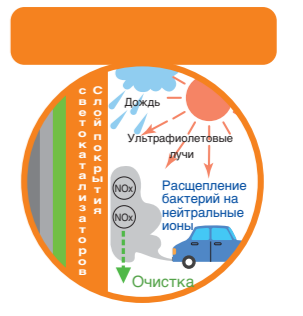 Слой покрытия
светокатализаторов
Дождь
Ультрафиолетовые
лучи
NOx
NOx
Расщепление
бактерий на
нейтральные
ионы
Очистка